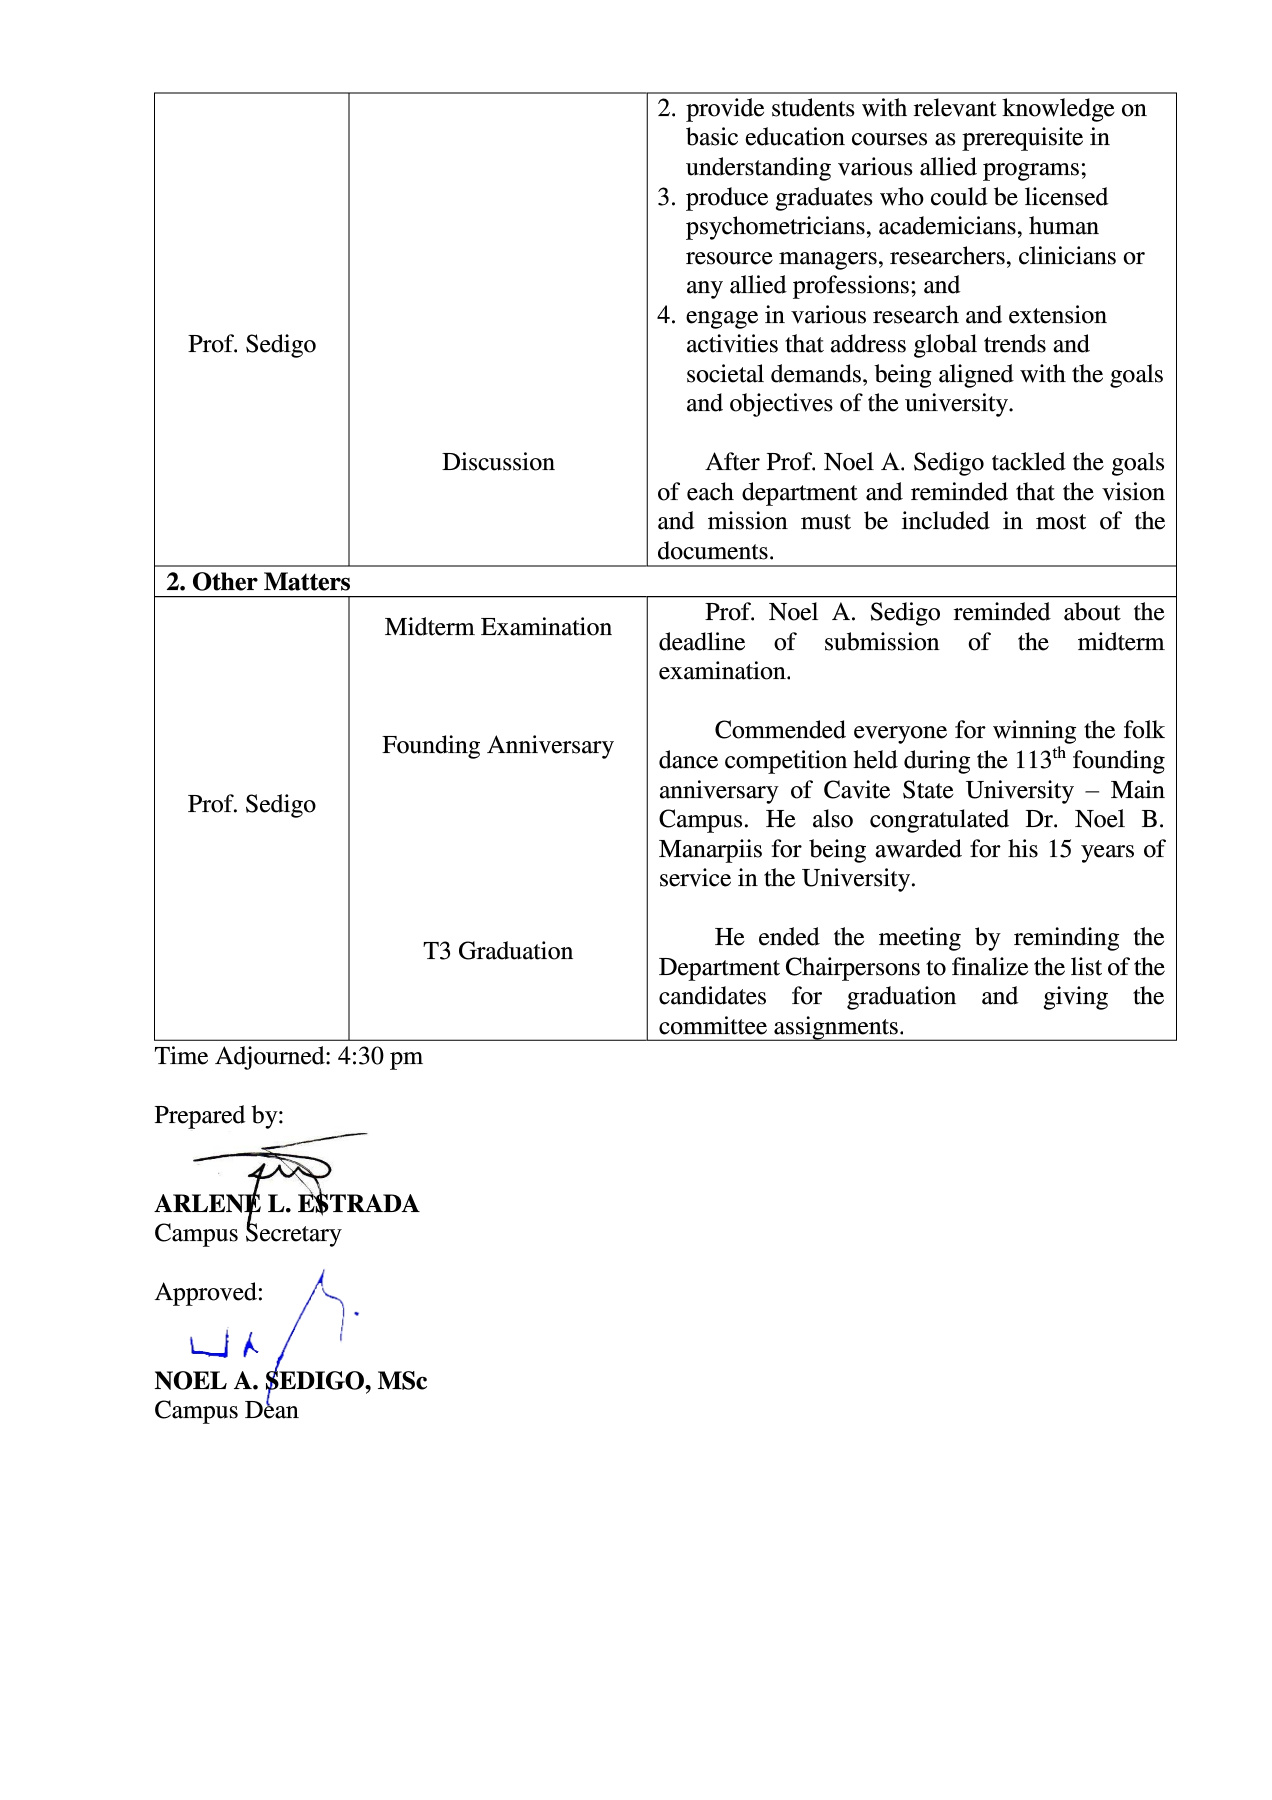 2. provide students with relevant knowledge on
basic education courses as prerequisite in
understanding various allied programs;
3. produce graduates who could be licensed
psychometricians, academicians, human
resource managers, researchers, clinicians or
any allied professions; and
4. engage in various research and extension
Prof. Sedigo
activities that address global trends and
societal demands, being aligned with the goals
and objectives of the university.
Discussion
After Prof. Noel A. Sedigo tackled the goals
of each department and reminded that the vision
and mission must be included in most of the
documents.
2. Other Matters
Prof. Sedigo
Midterm Examination
Prof. Noel A. Sedigo reminded about the
deadline of submission of the midterm
examination.
Founding Anniversary
Commended everyone for winning the folk
dance competition held during the 113th founding
anniversary of Cavite State University – Main
Campus. He also congratulated Dr. Noel B.
Manarpiis for being awarded for his 15 years of
service in the University.
T3 Graduation
He ended the meeting by reminding the
Department Chairpersons to finalize the list of the
candidates for graduation and giving the
committee assignments.
Time Adjourned: 4:30 pm
Prepared by:
ARLENE L. ESTRADA
Campus Secretary
Approved:
NOEL A. SEDIGO, MSc
Campus Dean